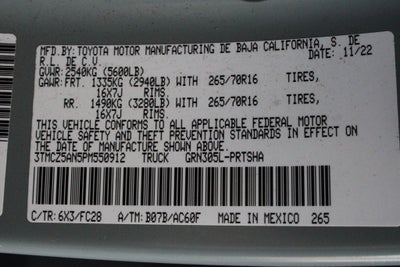 MFD.BY: TOYOTA MOTOR MANUFACTURING DE BAJA CALIFORNIA, S. DE
R.L. DE C.V. DATE: 11/22
GVWR: 2540KG (5600LB)
GAWR: FRT. 1335KG (2940LB) WITH 265/70R16 TIRES,
16X7J RIMS,
RR. 1490KG (3280LB) WITH 265/70R16 TIRES,
16X7J RIMS.
THIS VEHICLE CONFORMS TO ALL APPLICABLE FEDERAL MOTOR
VEHICLE SAFETY AND THEFT PREVENTION STANDARDS IN EFFECT ON
THE DATE OF MANUFACTURE SHOWN ABOVE.
3TMCZ5AN5PM550912 TRUCK GRN305L-PRTSHA
C/TR: 6X3/FC28 A/TM: B07B/AC60F MADE IN MEXICO 265